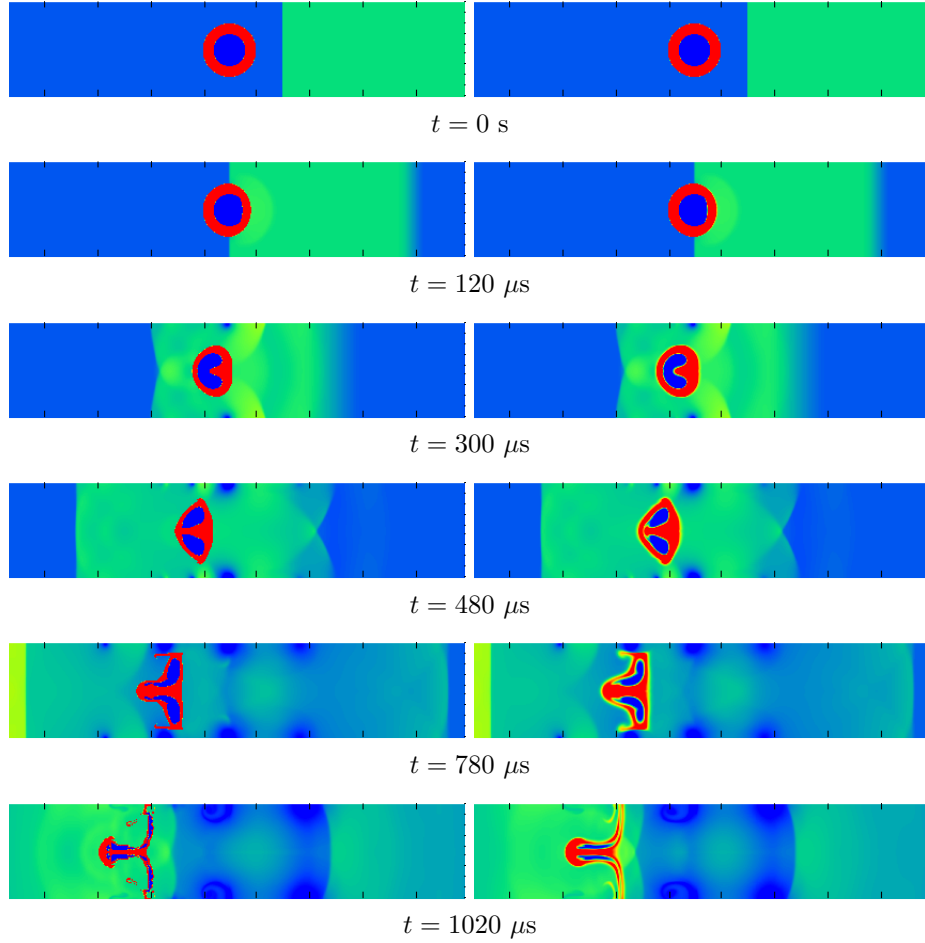 t = 0 s
t = 120 μs
t = 300 μs
t = 480 μs
t = 780 μs
t = 1020 μs